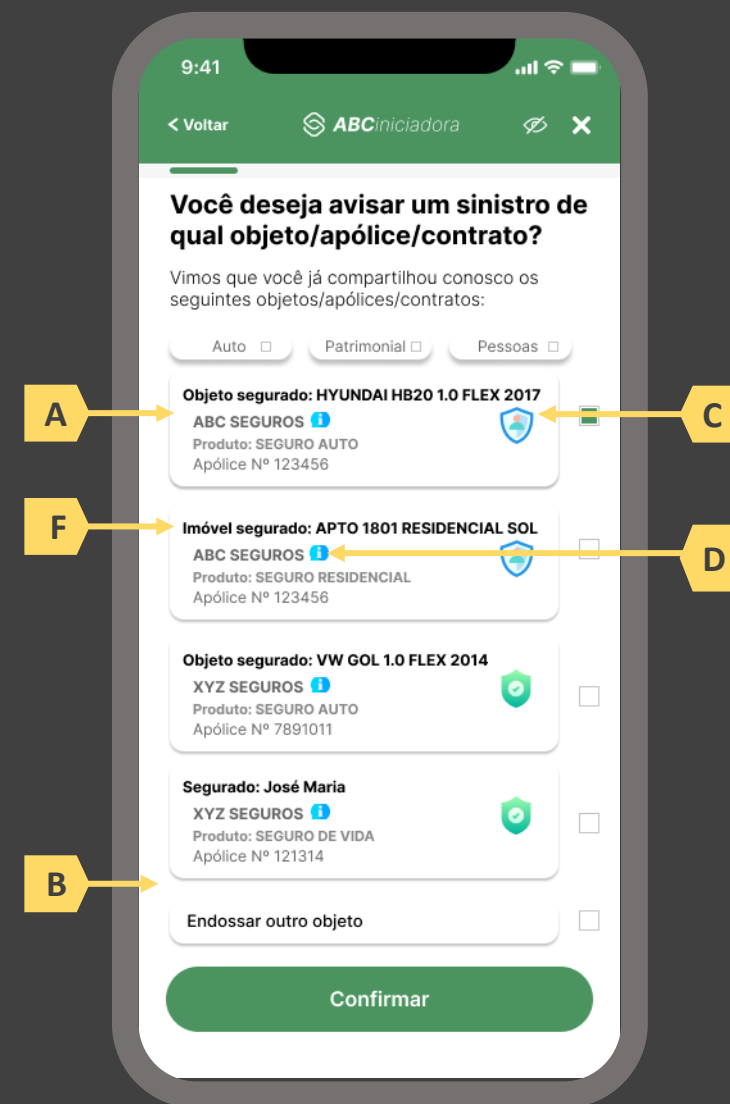 9:41
< Voltar
ABCiniciadora
Você deseja avisar um sinistro de
qual objeto/apólice/contrato?
Vimos que você já compartilhou conosco os
seguintes objetos/apólices/contratos:
Auto
Patrimonial
Pessoas
A
Objeto segurado: HYUNDAI HB20 1.0 FLEX 2017
C
ABC SEGUROS i
Produto: SEGURO AUTO
Apólice Nº 123456
F
Imóvel segurado: APTO 1801 RESIDENCIAL SOL
ABC SEGUROS i
D
Produto: SEGURO RESIDENCIAL
Apólice Nº 123456
Objeto segurado: VW GOL 1.0 FLEX 2014
XYZ SEGUROS i
Produto: SEGURO AUTO
Apólice Nº 7891011
Segurado: José Maria
XYZ SEGUROS i
Produto: SEGURO DE VIDA
Apólice Nº 121314
B
Endossar outro objeto
Confirmar